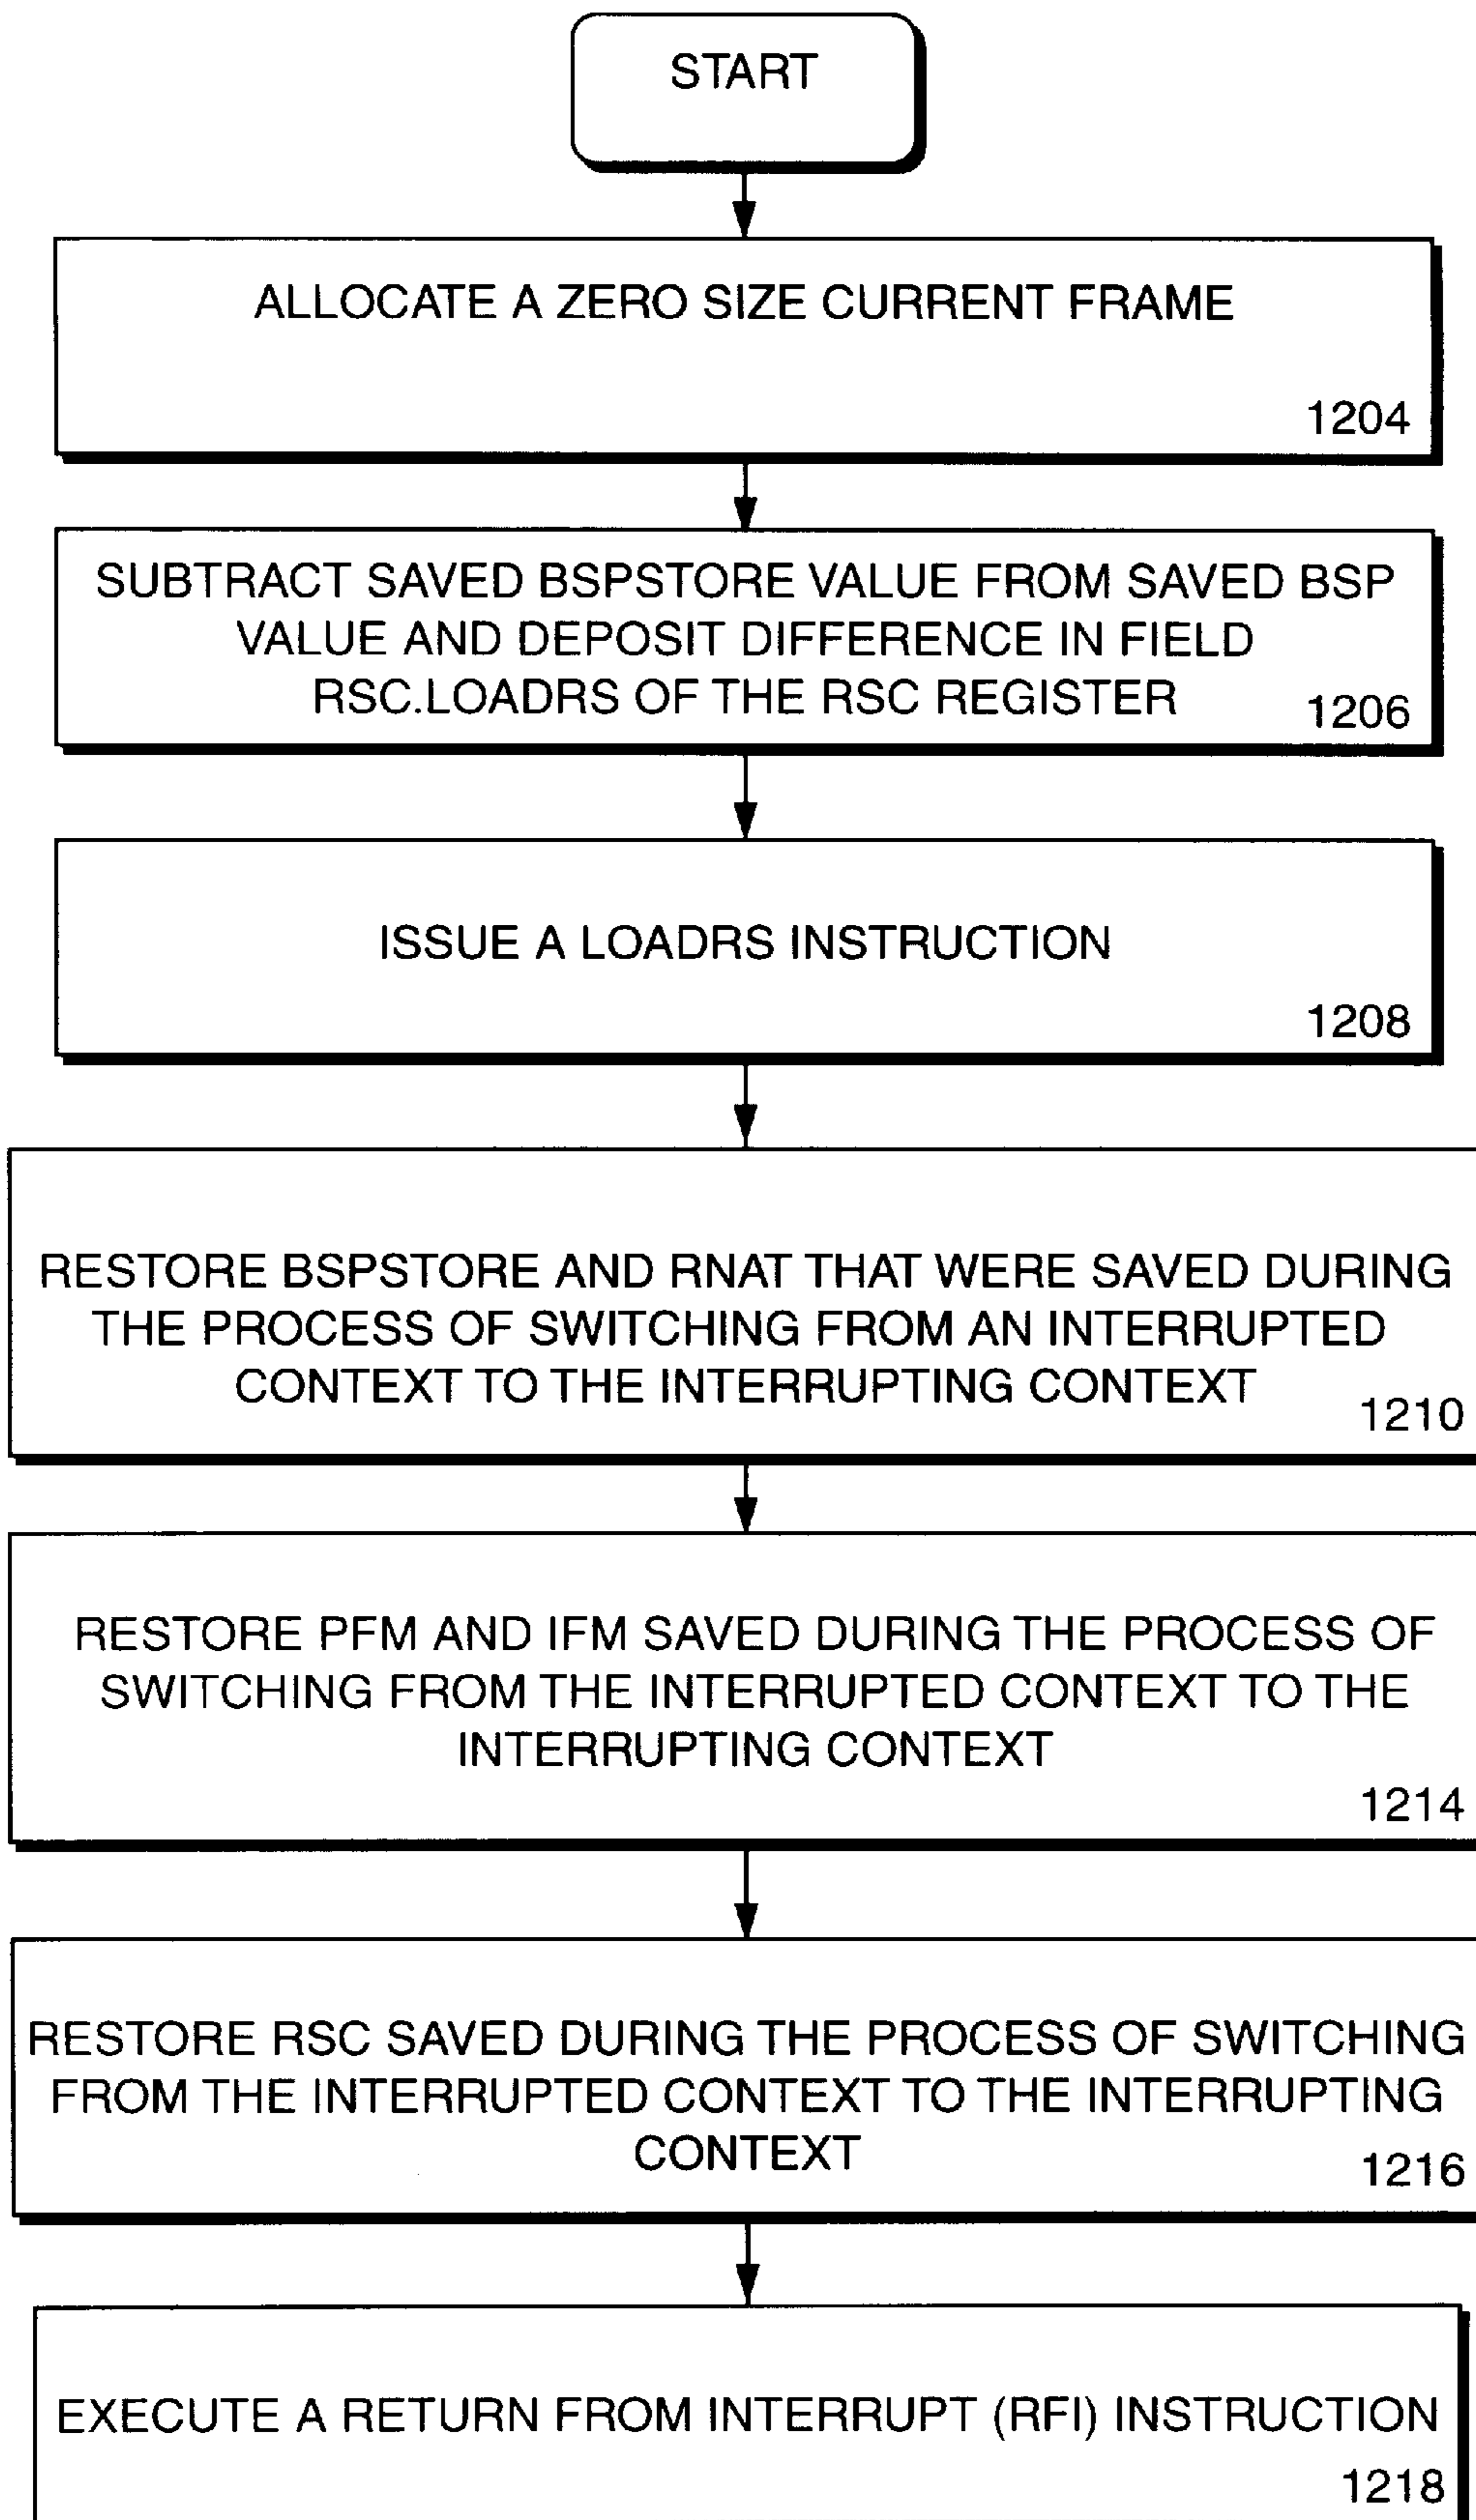 START
ALLOCATE A ZERO SIZE CURRENT FRAME
1204
SUBTRACT SAVED BSPSTORE VALUE FROM SAVED BSP
VALUE AND DEPOSIT DIFFERENCE IN FIELD
RSC.LOADRS OF THE RSC REGISTER
1206
ISSUE A LOADRS INSTRUCTION
1208
RESTORE BSPSTORE AND RNAT THAT WERE SAVED DURING
THE PROCESS OF SWITCHING FROM AN INTERRUPTED
CONTEXT TO THE INTERRUPTING CONTEXT
1210
RESTORE PFM AND IFM SAVED DURING THE PROCESS OF
SWITCHING FROM THE INTERRUPTED CONTEXT TO THE
INTERRUPTING CONTEXT
1214
RESTORE RSC SAVED DURING THE PROCESS OF SWITCHING
FROM THE INTERRUPTED CONTEXT TO THE INTERRUPTING
CONTEXT
1216
EXECUTE A RETURN FROM INTERRUPT (RFI) INSTRUCTION
1218